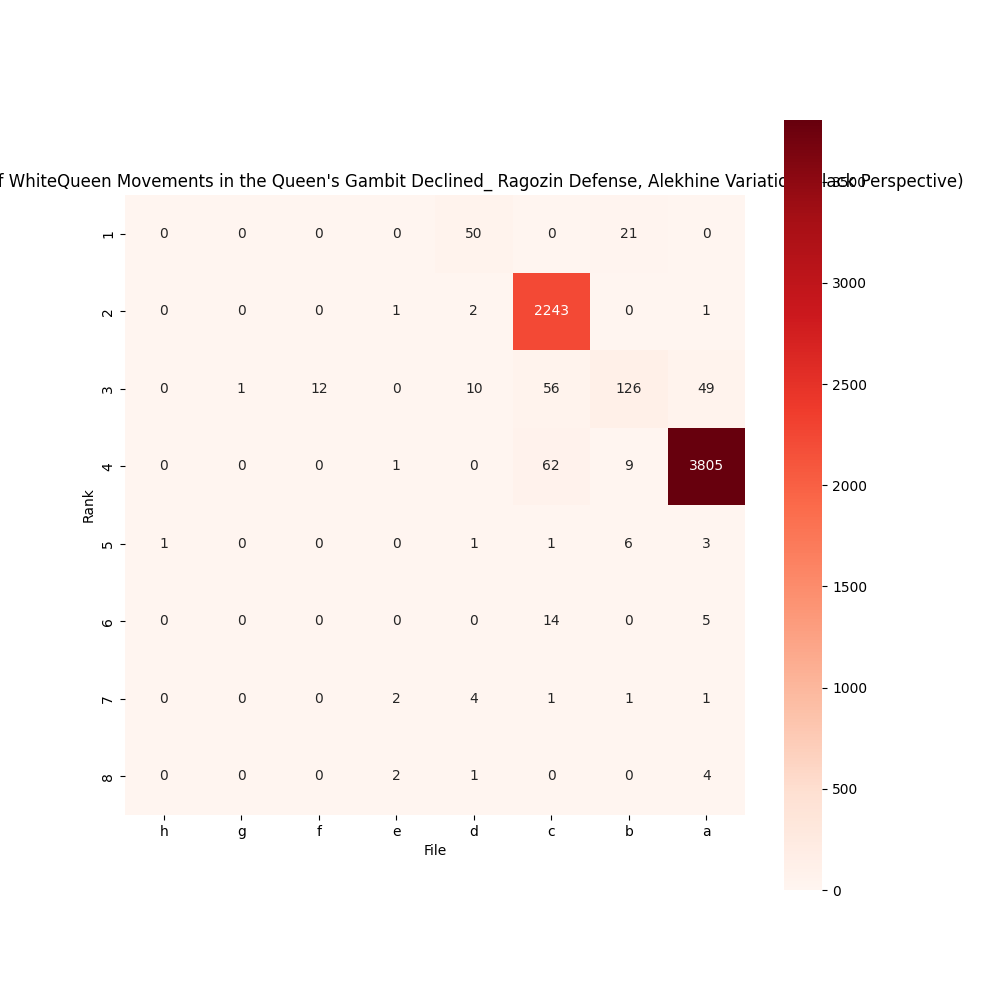 f WhiteQueen Movements in the Queen's Gambit Declined_ Ragozin Defense, Alekhine Variatio lack Perspective)
3500
1 0 0 0 0 50 0 21 0
2 0 0 0 1 2 2243 0 1
3000
3 0 1 12 0 10 56 126 49
2500
4 0 0 0 1 0 62 9 3805
2000
Rank
5 1 0 0 0 1 1 6 3
1500
6 0 0 0 0 0 14 0 5
7 0 0 0 2 4 1 1 1
1000
8 0 0 0 2 1 0 0 4
500
h g f e d c b a
File
0